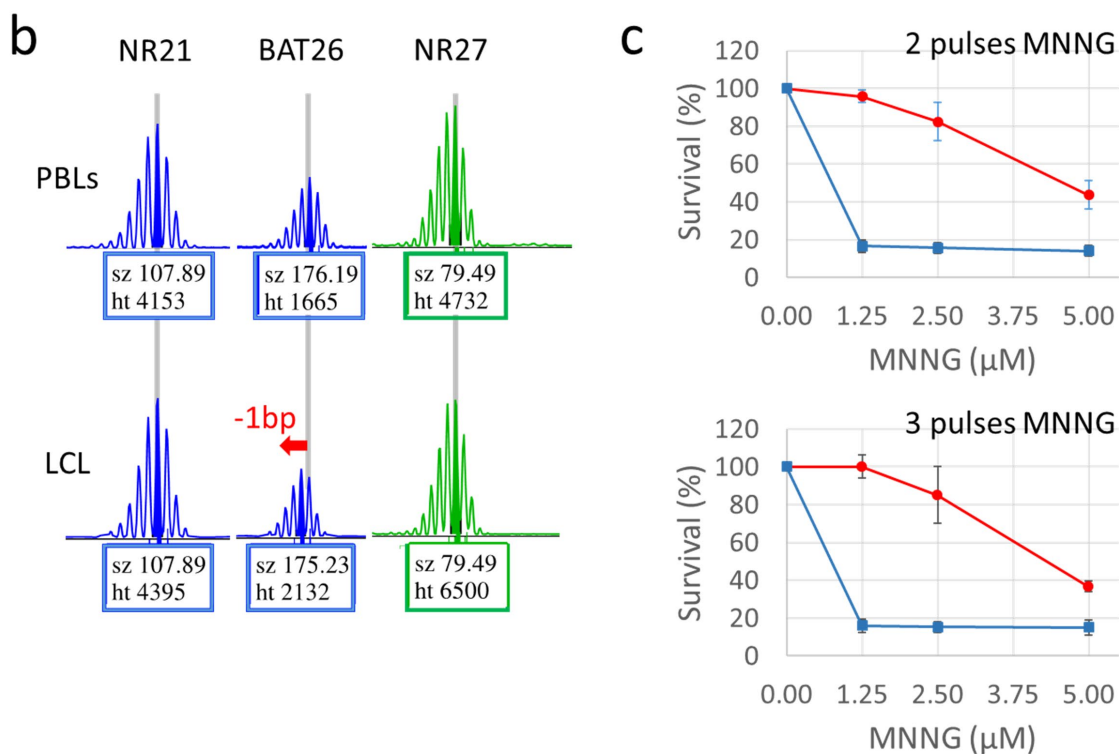 b
NR21 BAT26 NR27
PBLs
sz 107.89
ht 4153
sz 176.19
ht 1665
sz 79.49
ht 4732
-1bp
LCL
sz 107.89
ht 4395
sz 175.23
ht 2132
sz 79.49
ht 6500
c
2 pulses MNNG
Survival (%)
120
100
80
60
40
20
0
0.00 1.25 2.50 3.75 5.00
MNNG (µM)
3 pulses MNNG
Survival (%)
120
100
80
60
40
20
0
0.00 1.25 2.50 3.75 5.00
MNNG (µM)